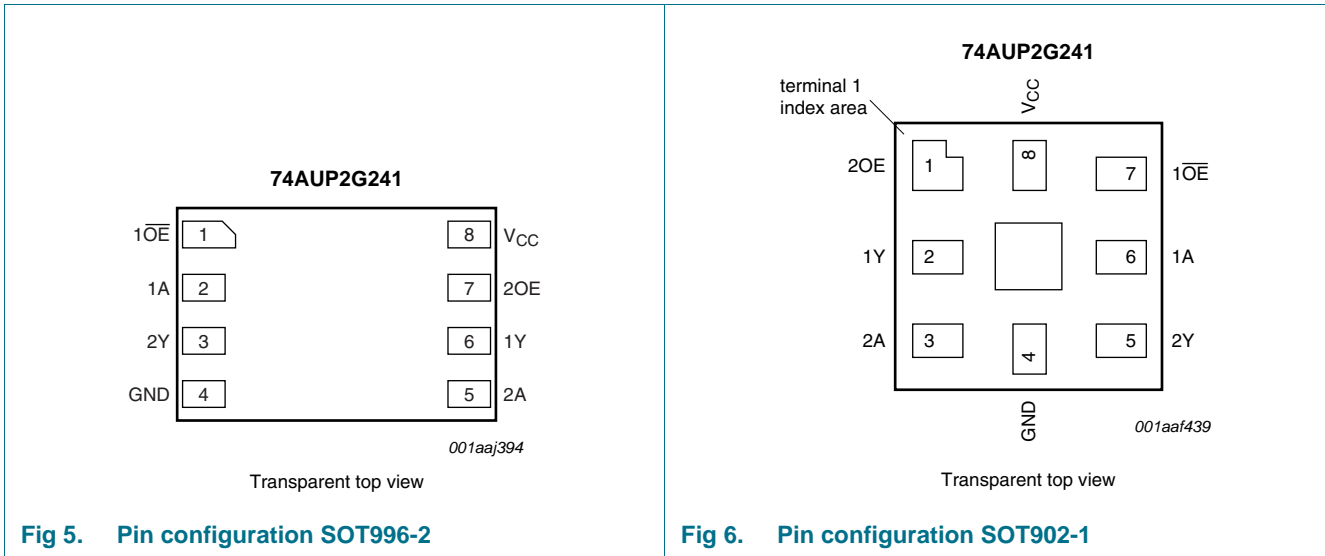 74AUP2G241
1OE 1 8 VCC
1A 2 7 2OE
2Y 3 6 1Y
GND 4 5 2A
001aaj394
Transparent top view
Fig 5. Pin configuration SOT996-2
74AUP2G241
terminal 1
index area
VCC
2OE 1 8 7 1OE
1Y 2 6 1A
2A 3 4 5 2Y
GND
001aaf439
Transparent top view
Fig 6. Pin configuration SOT902-1